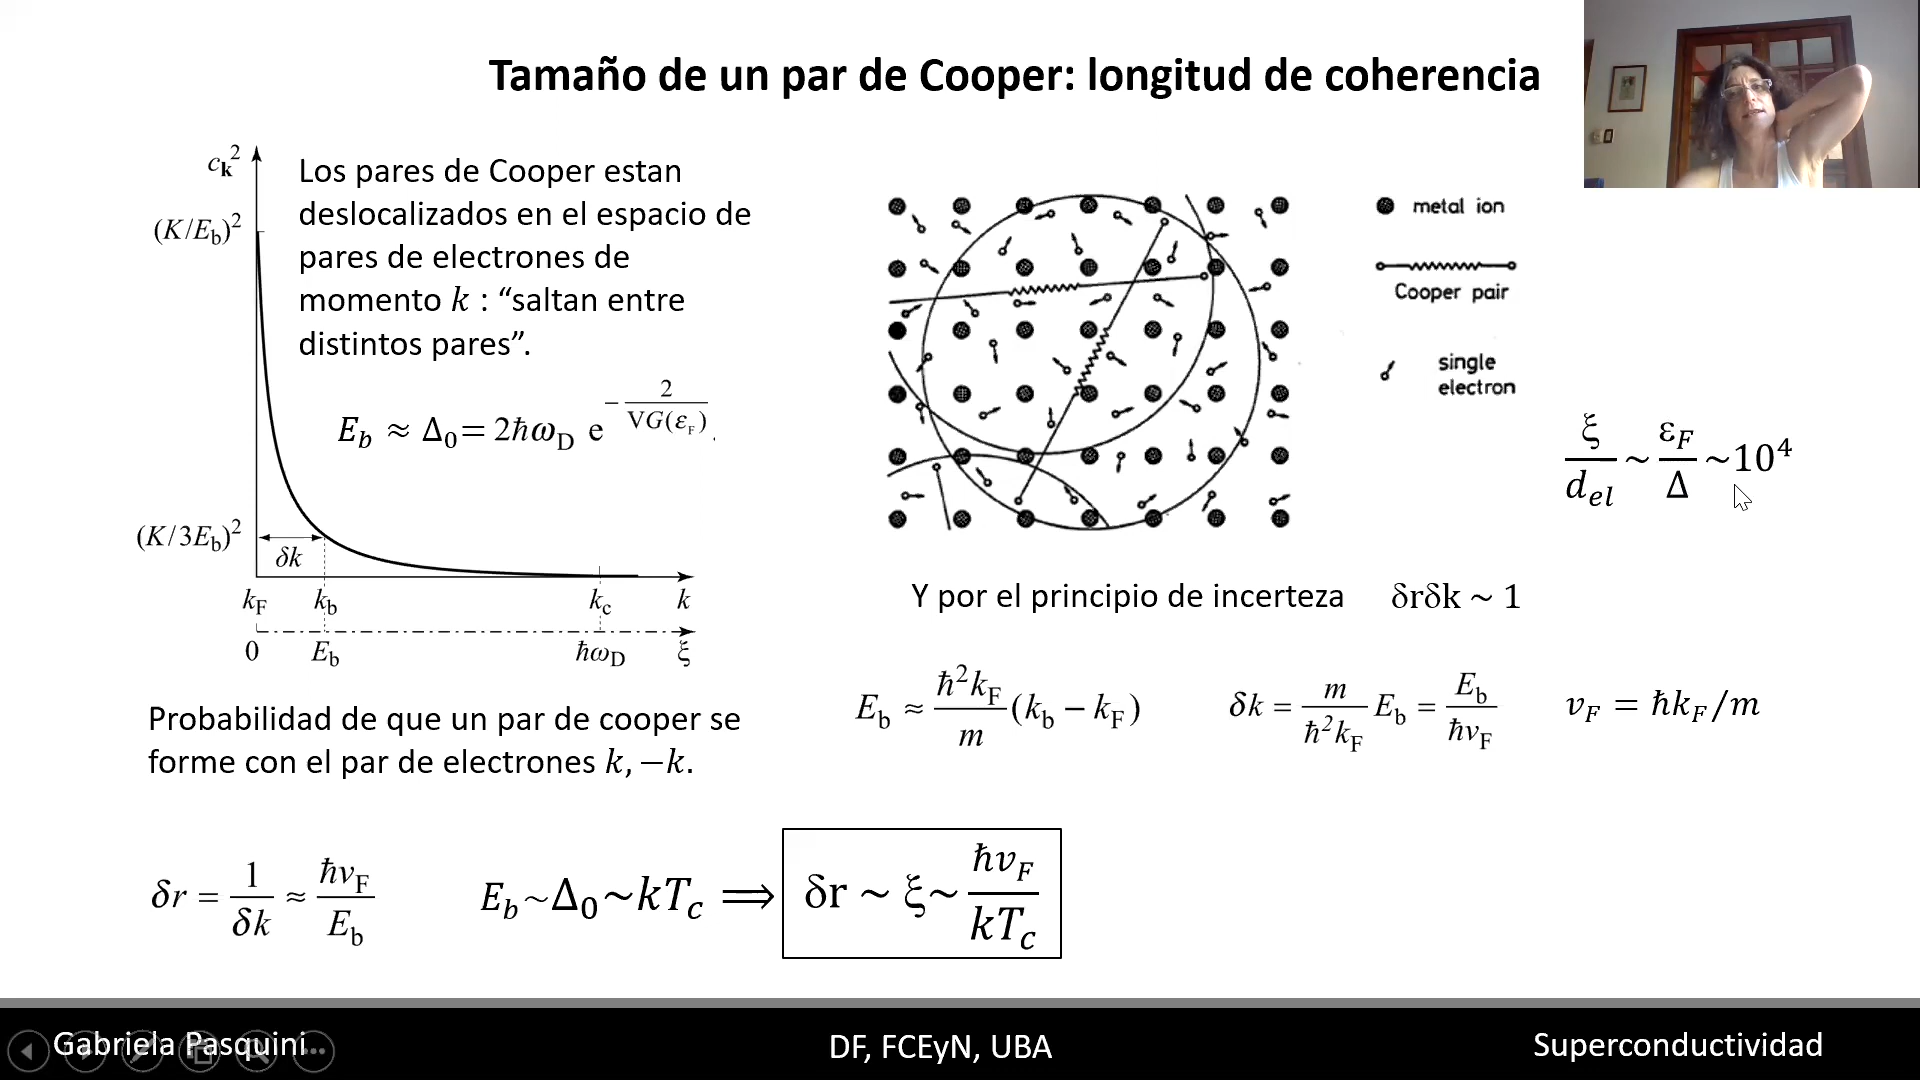 Tamaño de un par de Cooper: longitud de coherencia
c𝐤²
(K/E_b)²
(K/3E_b)²
δk
k_F k_b k_c k
0 E_b ħω_D ξ
Los pares de Cooper estan
deslocalizados en el espacio de
pares de electrones de
momento k : “saltan entre
distintos pares”.
E_b ≈ Δ₀= 2ħω_D e^(−2/(VG(ε_F))).
metal ion
Cooper pair
single
electron
ξ/d_el ~ ε_F/Δ ~10⁴
Y por el principio de incerteza δrδk ~ 1
E_b ≈ ħ²k_F/m (k_b − k_F) δk = m/(ħ²k_F) E_b = E_b/(ħv_F) v_F = ħk_F/m
Probabilidad de que un par de cooper se
forme con el par de electrones k, −k.
δr = 1/δk ≈ ħv_F/E_b E_b~Δ₀~kT_c ⟹ δr ~ ξ~ ħv_F/kT_c
Gabriela Pasquini DF, FCEyN, UBA Superconductividad